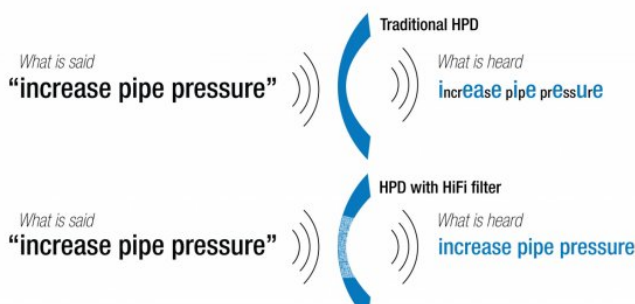 Traditional HPD
What is said
“increase pipe pressure”
What is heard
increase pipe pressure
HPD with HiFi filter
What is said
“increase pipe pressure”
What is heard
increase pipe pressure